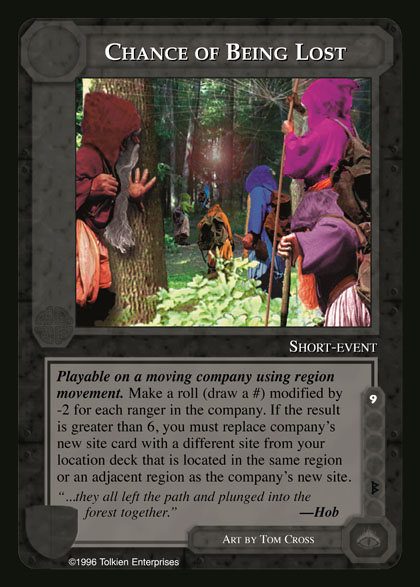 CHANCE OF BEING LOST
SHORT-EVENT
Playable on a moving company using region
movement. Make a roll (draw a #) modified by
-2 for each ranger in the company. If the result
is greater than 6, you must replace company's
new site card with a different site from your
location deck that is located in the same region
or an adjacent region as the company's new site.
9
“...they all left the path and plunged into the
forest together.” —Hob
ART BY TOM CROSS
©1996 Tolkien Enterprises